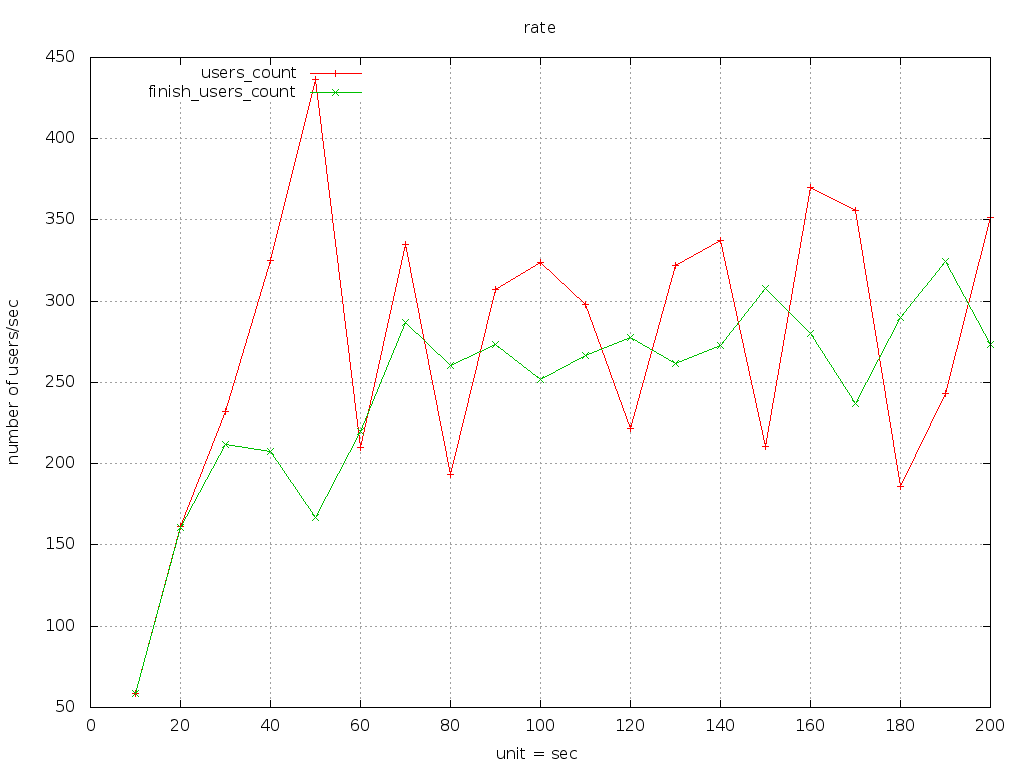 rate
450
400
350
300
250
200
150
100
50
number of users/sec
users_count
finish_users_count
0 20 40 60 80 100 120 140 160 180 200
unit = sec